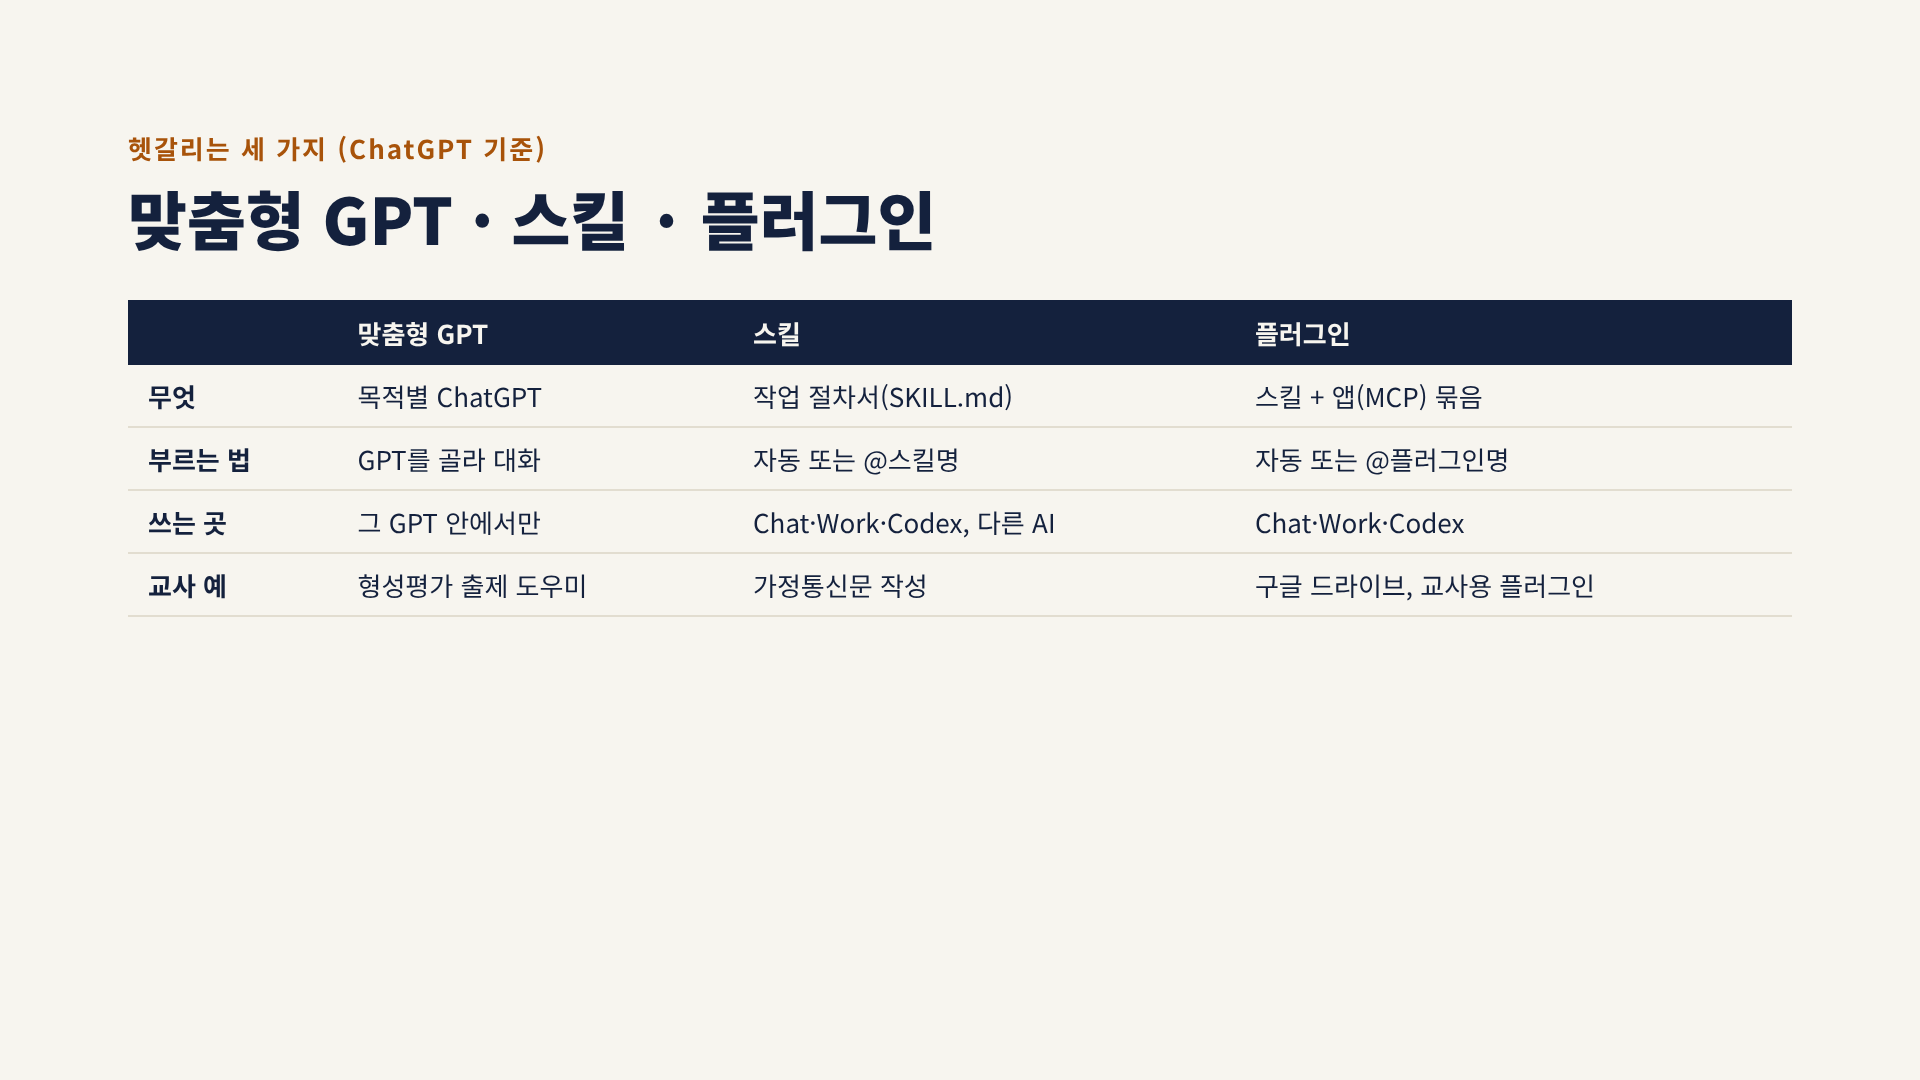 헷갈리는 세 가지 (ChatGPT 기준)
맞춤형 GPT · 스킬 · 플러그인
맞춤형 GPT 스킬 플러그인
무엇 목적별 ChatGPT 작업 절차서(SKILL.md) 스킬 + 앱(MCP) 묶음
부르는 법 GPT를 골라 대화 자동 또는 @스킬명 자동 또는 @플러그인명
쓰는 곳 그 GPT 안에서만 Chat·Work·Codex, 다른 AI Chat·Work·Codex
교사 예 형성평가 출제 도우미 가정통신문 작성 구글 드라이브, 교사용 플러그인